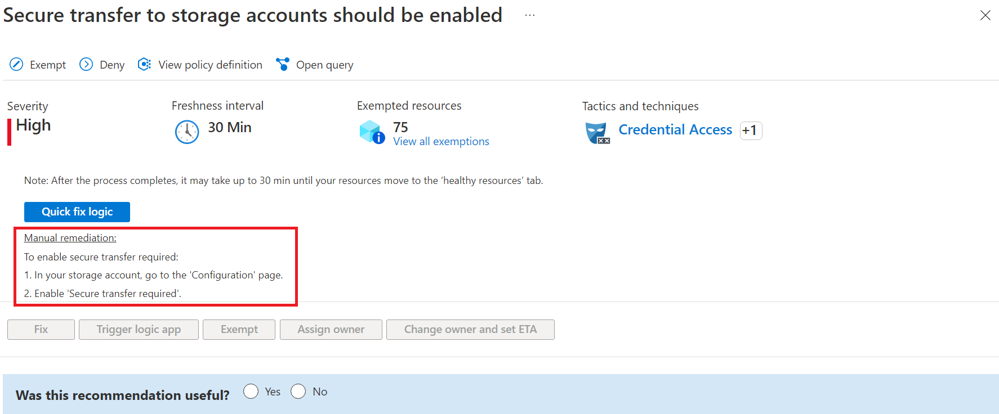 Secure transfer to storage accounts should be enabled ...
Exempt Deny View policy definition Open query
Severity Freshness interval Exempted resources Tactics and techniques
High 30 Min 75 Credential Access +1
View all exemptions
Note: After the process completes, it may take up to 30 min until your resources move to the ‘healthy resources’ tab.
Quick fix logic
Manual remediation:
To enable secure transfer required:
1. In your storage account, go to the 'Configuration' page.
2. Enable 'Secure transfer required'.
Fix Trigger logic app Exempt Assign owner Change owner and set ETA
Was this recommendation useful? Yes No